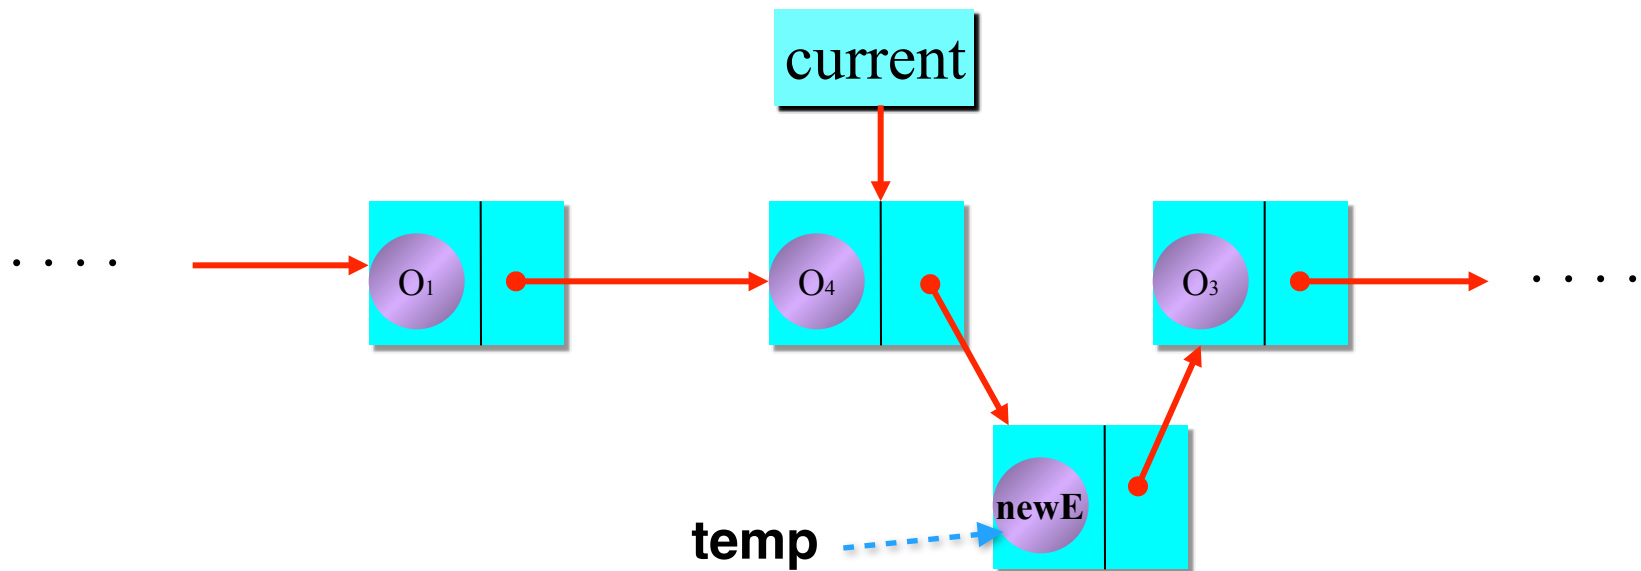 current
. . . . O₁ O₄ O₃ . . . .
newE
temp